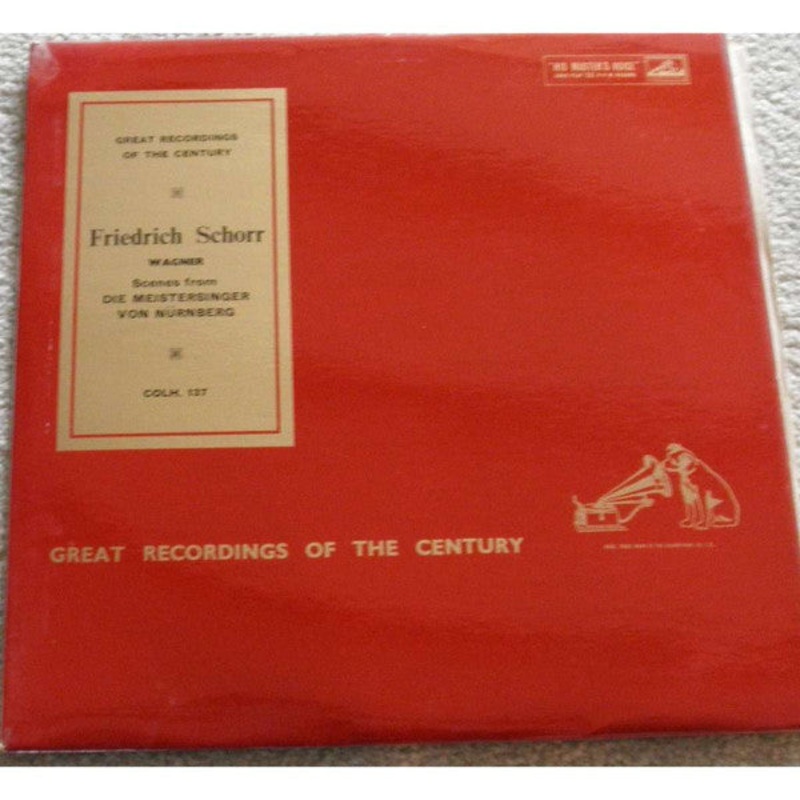 "HIS MASTER'S VOICE"
GREAT RECORDINGS
OF THE CENTURY
Friedrich Schorr
WAGNER
Scenes from
DIE MEISTERSINGER
VON NURNBERG
COLH. 137
GREAT RECORDINGS OF THE CENTURY